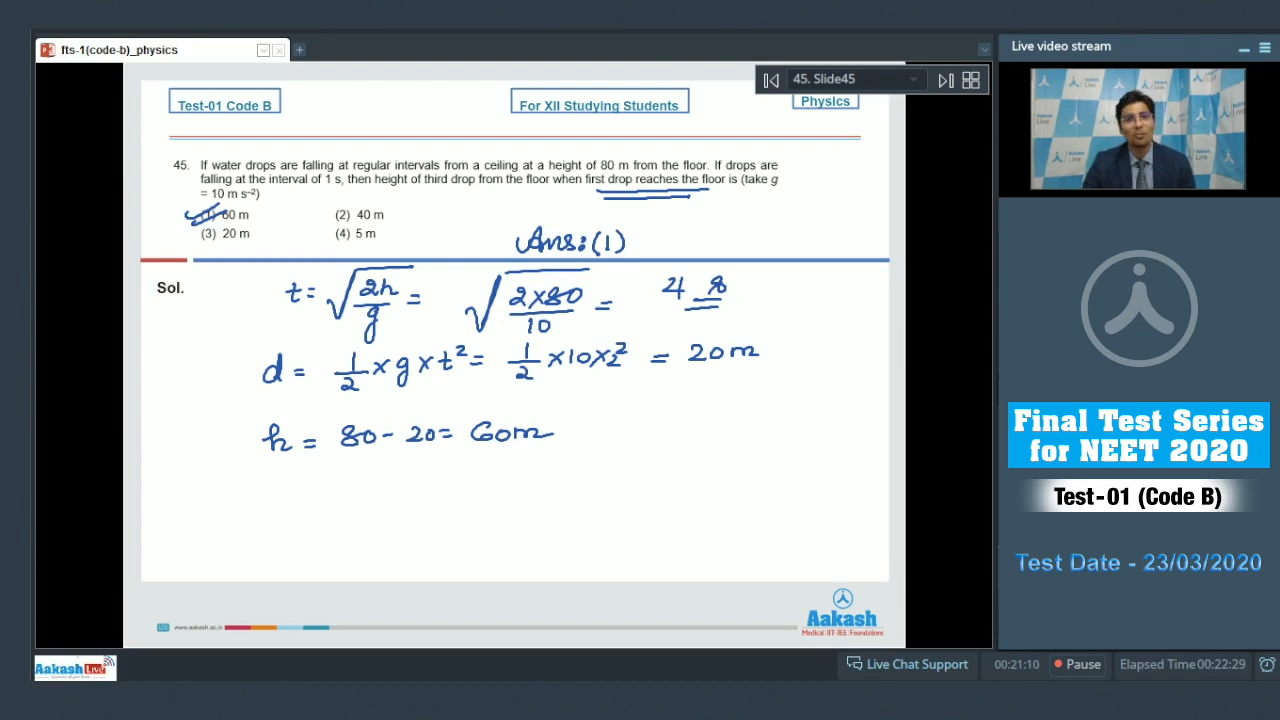 fts-1(code-b)_physics
Live video stream
45. Slide45
Test-01 Code B
For XII Studying Students
Physics
45. If water drops are falling at regular intervals from a ceiling at a height of 80 m from the floor. If drops are
falling at the interval of 1 s, then height of third drop from the floor when first drop reaches the floor is (take g
= 10 m s⁻²)
(1) 60 m
(2) 40 m
(3) 20 m
(4) 5 m
Ans:(1)
Sol.
t = √(2h/g) = √(2×80/10) = 4 s
d = 1/2 × g × t² = 1/2 × 10 × 2² = 20m
h = 80 - 20 = 60m
Final Test Series
for NEET 2020
Test-01 (Code B)
Test Date - 23/03/2020
www.aakash.ac.in
Aakash
Medical | IIT-JEE | Foundations
Aakash Live
Live Chat Support
00:21:10
Pause
Elapsed Time 00:22:29